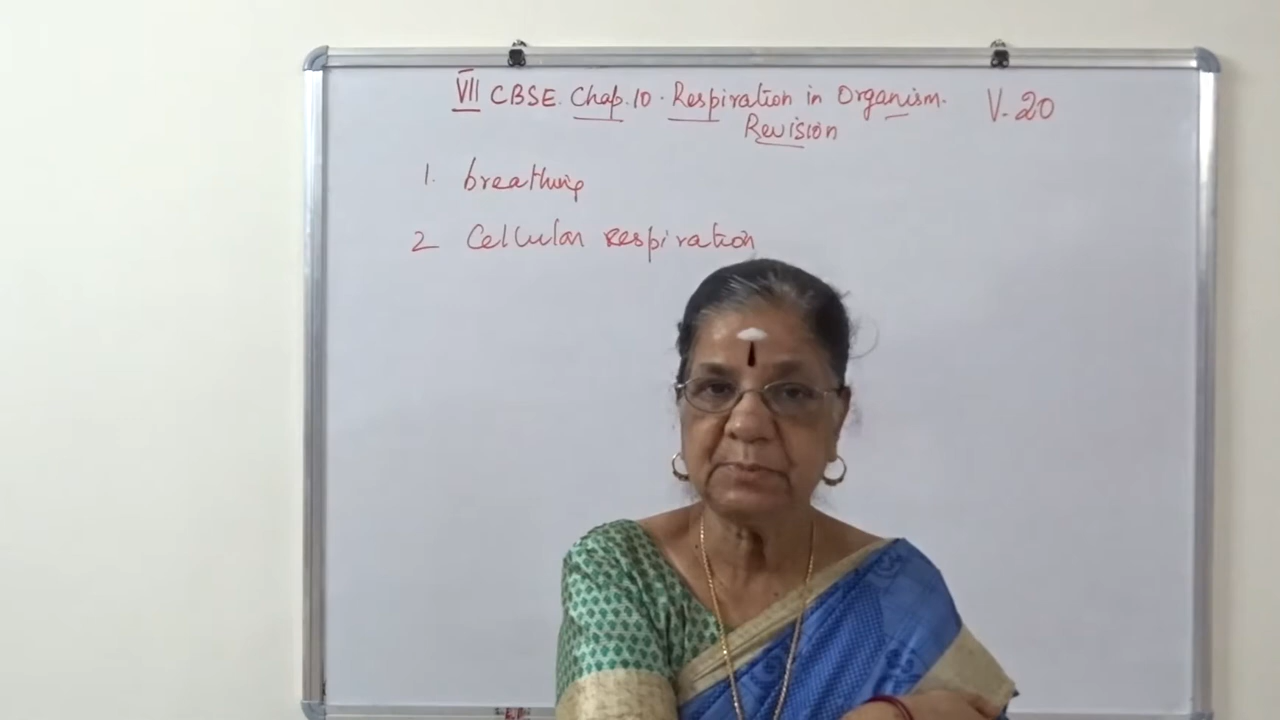 VII CBSE. Chap.10. Respiration in Organism. V-20
Revision
1. breathing
2 Cellular respiration